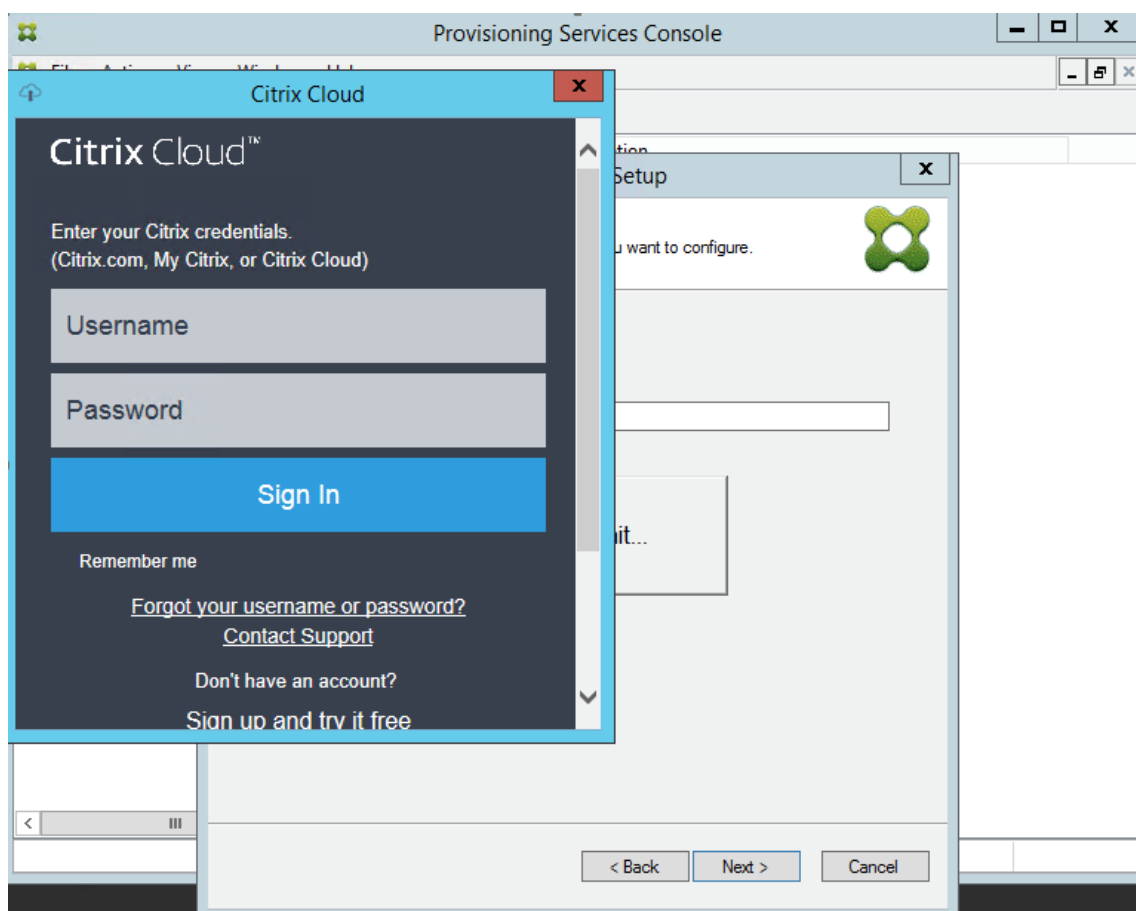 Provisioning Services Console
Citrix Cloud
Citrix Cloud™
Setup
Enter your Citrix credentials.
(Citrix.com, My Citrix, or Citrix Cloud)
u want to configure.
Username
Password
Sign In
it...
Remember me
Forgot your username or password?
Contact Support
Don't have an account?
Sign up and try it free
< Back
Next >
Cancel